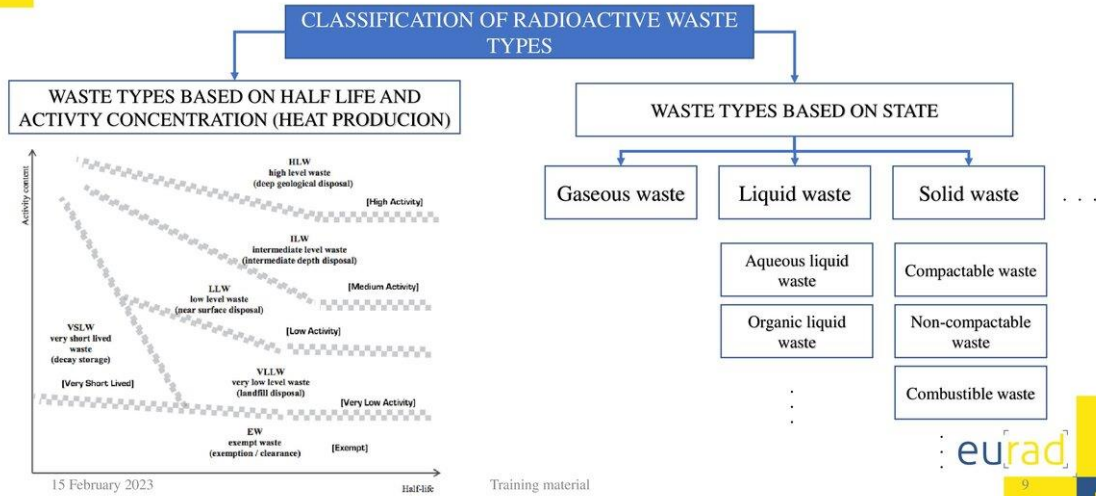 CLASSIFICATION OF RADIOACTIVE WASTE
TYPES
WASTE TYPES BASED ON HALF LIFE AND
ACTIVTY CONCENTRATION (HEAT PRODUCION)
Activity content
HLW
high level waste
(deep geological disposal)
[High Activity]
ILW
intermediate level waste
(intermediate depth disposal)
[Medium Activity]
LLW
low level waste
(near surface disposal)
[Low Activity]
VSLW
very short lived
waste
(decay storage)
[Very Short Lived]
VLLW
very low level waste
(landfill disposal)
[Very Low Activity]
EW
exempt waste
(exemption / clearance)
[Exempt]
Half-life
WASTE TYPES BASED ON STATE
Gaseous waste
Liquid waste
Solid waste
. . .
Aqueous liquid
waste
Organic liquid
waste
Compactable waste
Non-compactable
waste
Combustible waste
eurad
15 February 2023
Training material
9